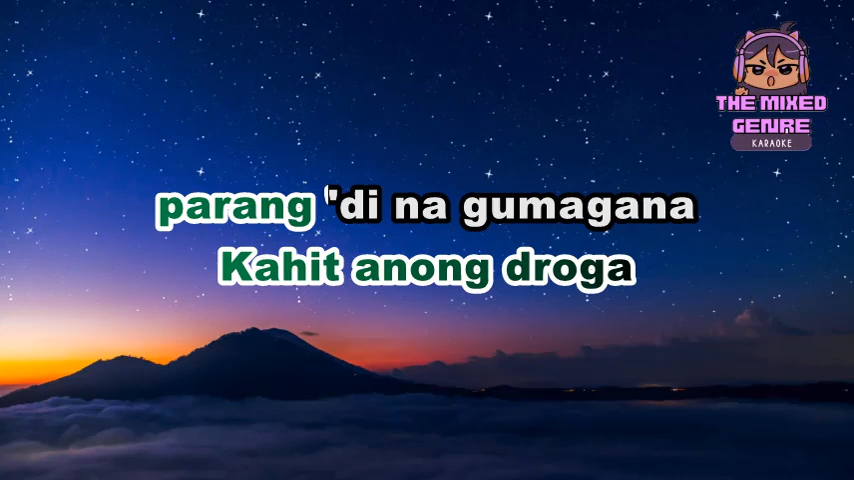 THE MIXED
GENRE
KARAOKE
parang 'di na gumagana
Kahit anong droga